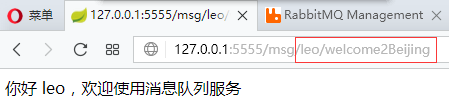 菜单
127.0.0.1:5555/msg/leo/
RabbitMQ Management
127.0.0.1:5555/msg/leo/welcome2Beijing
你好 leo，欢迎使用消息队列服务